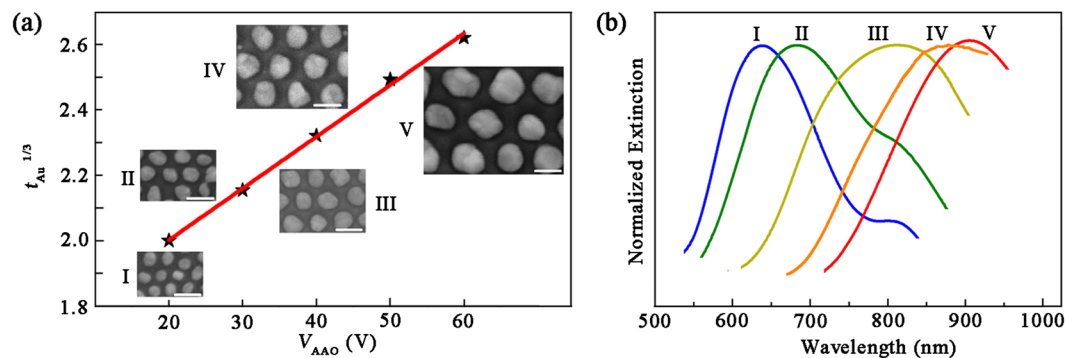 (a)
2.6
2.4
2.2
2.0
1.8
t_Au^1/3
IV
V
II
III
I
20 30 40 50 60
V_AAO (V)
(b)
I II III IV V
Normalized Extinction
500 600 700 800 900 1000
Wavelength (nm)